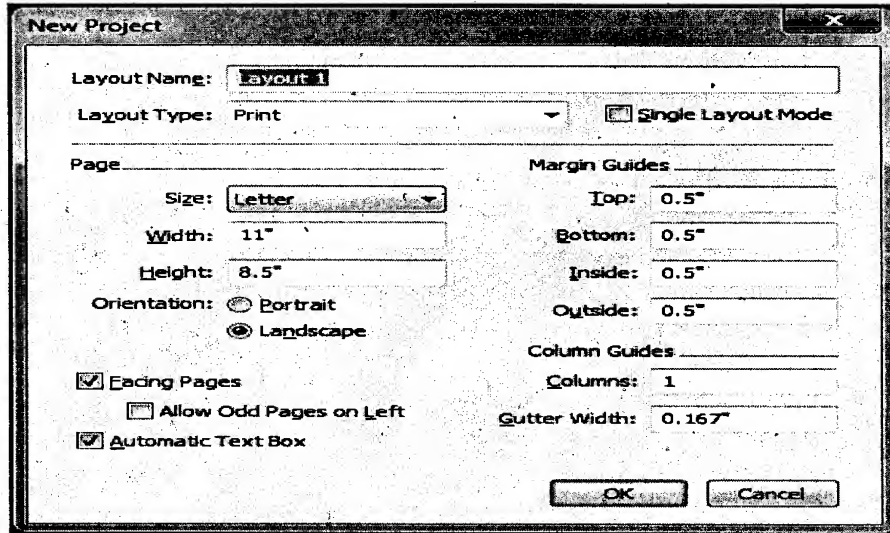 New Project
Layout Name: Layout 1
Layout Type: Print
Single Layout Mode
Page
Size: Letter
Width: 11"
Height: 8.5"
Orientation: Portrait
Landscape
Facing Pages
Allow Odd Pages on Left
Automatic Text Box
Margin Guides
Top: 0.5"
Bottom: 0.5"
Inside: 0.5"
Outside: 0.5"
Column Guides
Columns: 1
Gutter Width: 0.167"
OK
Cancel